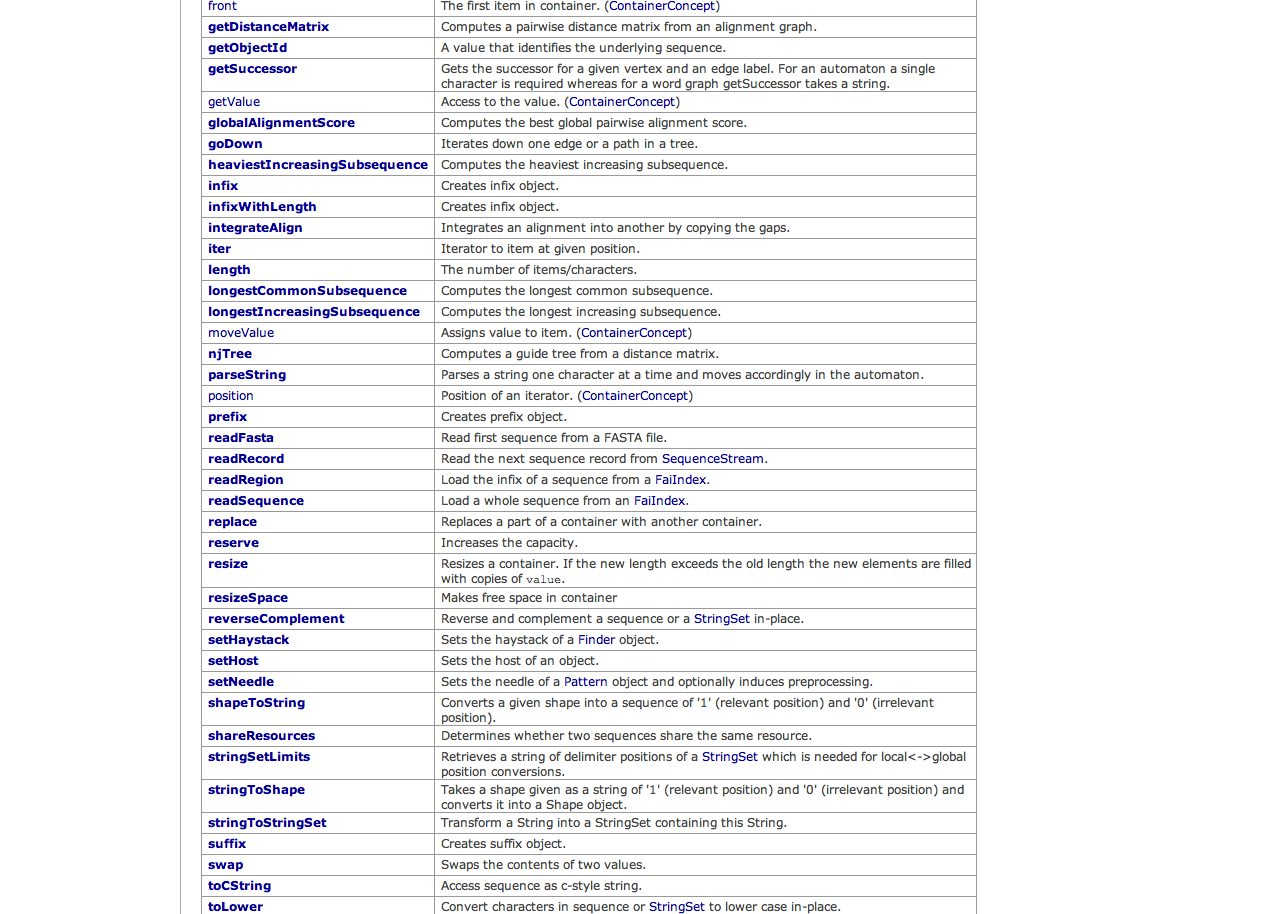 front The first item in container. (ContainerConcept)
getDistanceMatrix Computes a pairwise distance matrix from an alignment graph.
getObjectId A value that identifies the underlying sequence.
getSuccessor Gets the successor for a given vertex and an edge label. For an automaton a single
character is required whereas for a word graph getSuccessor takes a string.
getValue Access to the value. (ContainerConcept)
globalAlignmentScore Computes the best global pairwise alignment score.
goDown Iterates down one edge or a path in a tree.
heaviestIncreasingSubsequence Computes the heaviest increasing subsequence.
infix Creates infix object.
infixWithLength Creates infix object.
integrateAlign Integrates an alignment into another by copying the gaps.
iter Iterator to item at given position.
length The number of items/characters.
longestCommonSubsequence Computes the longest common subsequence.
longestIncreasingSubsequence Computes the longest increasing subsequence.
moveValue Assigns value to item. (ContainerConcept)
njTree Computes a guide tree from a distance matrix.
parseString Parses a string one character at a time and moves accordingly in the automaton.
position Position of an iterator. (ContainerConcept)
prefix Creates prefix object.
readFasta Read first sequence from a FASTA file.
readRecord Read the next sequence record from SequenceStream.
readRegion Load the infix of a sequence from a FaiIndex.
readSequence Load a whole sequence from an FaiIndex.
replace Replaces a part of a container with another container.
reserve Increases the capacity.
resize Resizes a container. If the new length exceeds the old length the new elements are filled
with copies of value.
resizeSpace Makes free space in container
reverseComplement Reverse and complement a sequence or a StringSet in-place.
setHaystack Sets the haystack of a Finder object.
setHost Sets the host of an object.
setNeedle Sets the needle of a Pattern object and optionally induces preprocessing.
shapeToString Converts a given shape into a sequence of '1' (relevant position) and '0' (irrelevant
position).
shareResources Determines whether two sequences share the same resource.
stringSetLimits Retrieves a string of delimiter positions of a StringSet which is needed for local<->global
position conversions.
stringToShape Takes a shape given as a string of '1' (relevant position) and '0' (irrelevant position) and
converts it into a Shape object.
stringToStringSet Transform a String into a StringSet containing this String.
suffix Creates suffix object.
swap Swaps the contents of two values.
toCString Access sequence as c-style string.
toLower Convert characters in sequence or StringSet to lower case in-place.